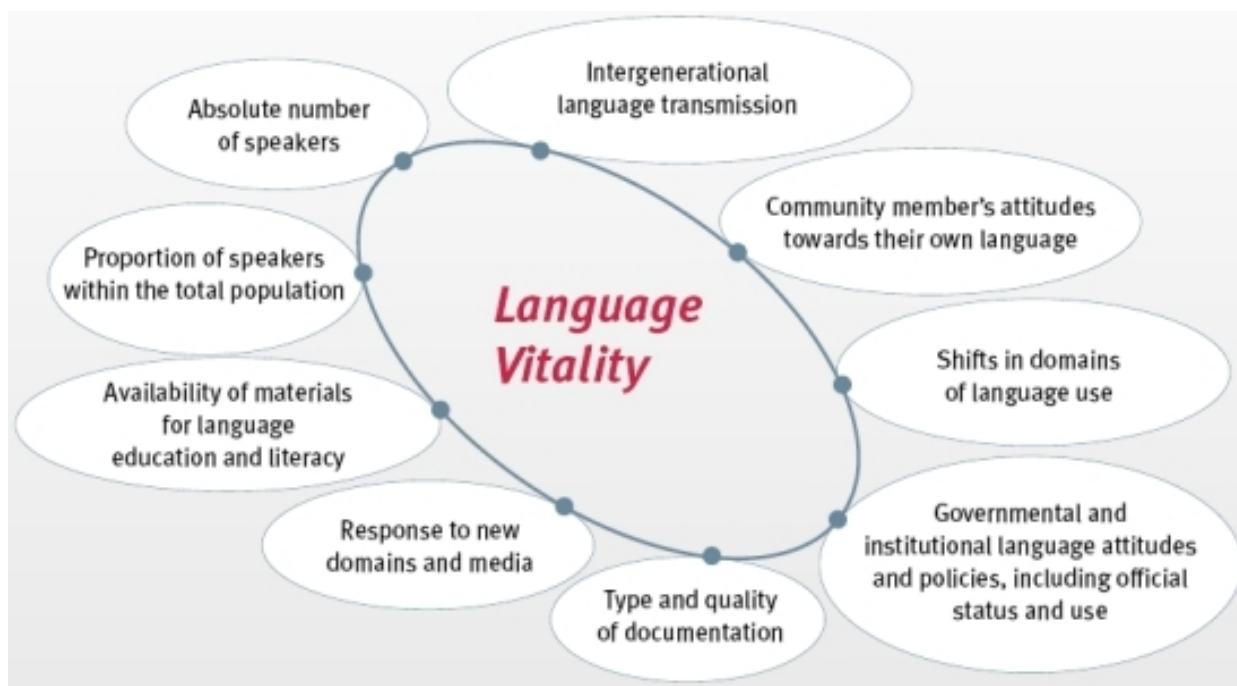 Intergenerational
language transmission
Absolute number
of speakers
Community member's attitudes
towards their own language
Proportion of speakers
within the total population
Language
Vitality
Shifts in domains
of language use
Availability of materials
for language
education and literacy
Response to new
domains and media
Governmental and
institutional language attitudes
and policies, including official
status and use
Type and quality
of documentation